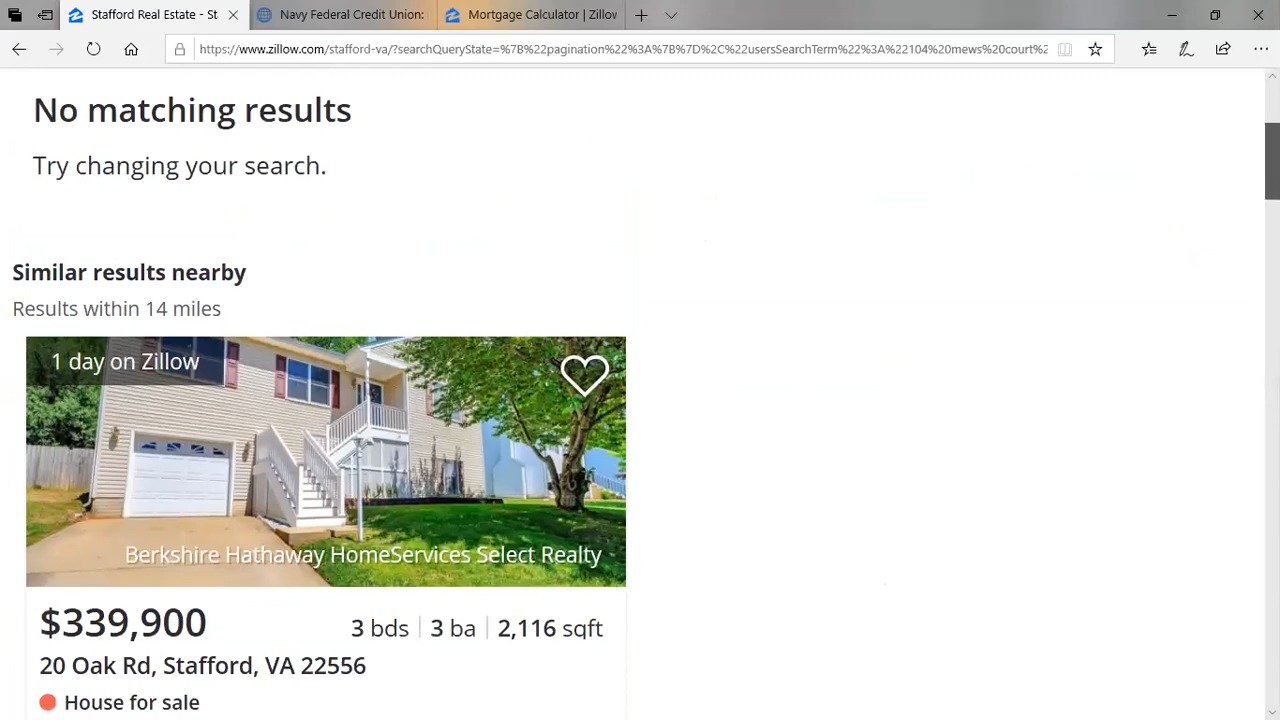 Stafford Real Estate - St
Navy Federal Credit Union:
Mortgage Calculator | Zillow
https://www.zillow.com/stafford-va/?searchQueryState=%7B%22pagination%22%3A%7B%7D%2C%22usersSearchTerm%22%3A%22104%20mews%20court%2
No matching results
Try changing your search.
Similar results nearby
Results within 14 miles
1 day on Zillow
Berkshire Hathaway HomeServices Select Realty
$339,900 3 bds 3 ba 2,116 sqft
20 Oak Rd, Stafford, VA 22556
House for sale